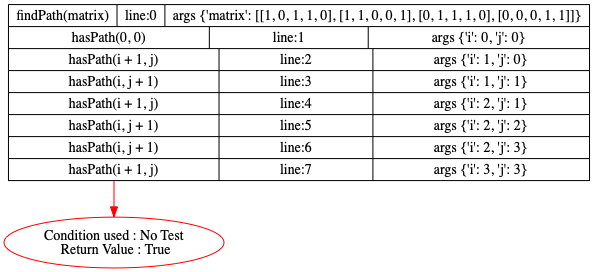 findPath(matrix) line:0 args {'matrix': [[1, 0, 1, 1, 0], [1, 1, 0, 0, 1], [0, 1, 1, 1, 0], [0, 0, 0, 1, 1]]}
hasPath(0, 0) line:1 args {'i': 0, 'j': 0}
hasPath(i + 1, j) line:2 args {'i': 1, 'j': 0}
hasPath(i, j + 1) line:3 args {'i': 1, 'j': 1}
hasPath(i + 1, j) line:4 args {'i': 2, 'j': 1}
hasPath(i, j + 1) line:5 args {'i': 2, 'j': 2}
hasPath(i, j + 1) line:6 args {'i': 2, 'j': 3}
hasPath(i + 1, j) line:7 args {'i': 3, 'j': 3}
Condition used : No Test
Return Value : True